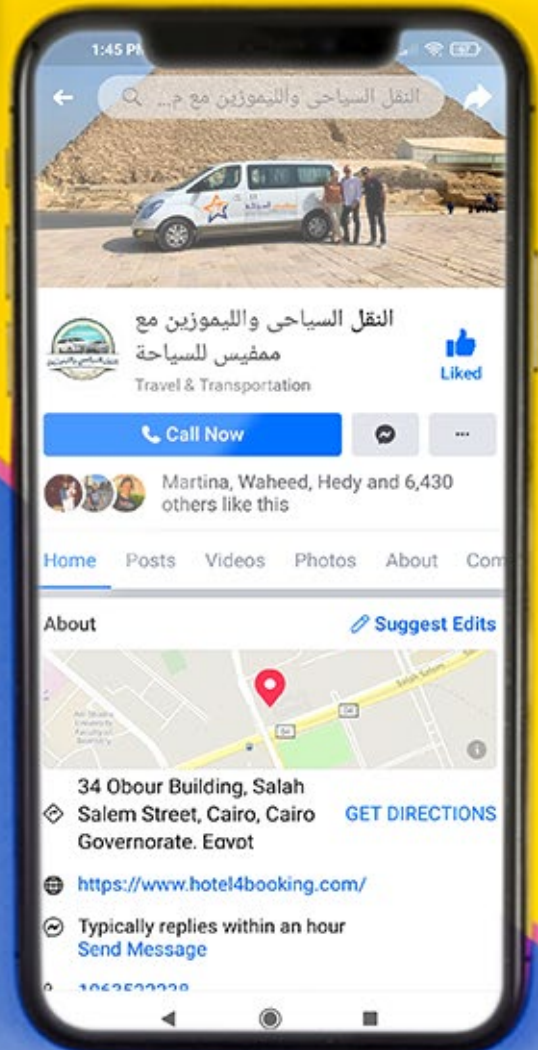 1:45 PM
النقل السياحى والليموزين مع م...
النقل السياحى والليموزين مع
ممفيس للسياحة
Travel & Transportation
Liked
Call Now
...
Martina, Waheed, Hedy and 6,430
others like this
Home Posts Videos Photos About Com
About
Suggest Edits
Salah Salem
34 Obour Building, Salah
Salem Street, Cairo, Cairo
Governorate, Egypt
GET DIRECTIONS
https://www.hotel4booking.com/
Typically replies within an hour
Send Message